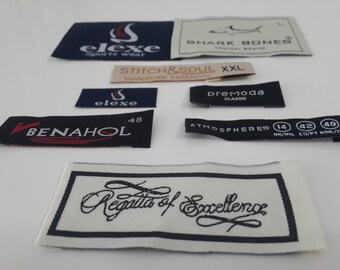 elexe
Sports wear
L
SHARK BONES
®
STITCH&SOUL XXL
elexe
Dremoda
CLASSIC
BENAHOL 48
ATMOSPHERES 14 42 40
Regatta of Excellence